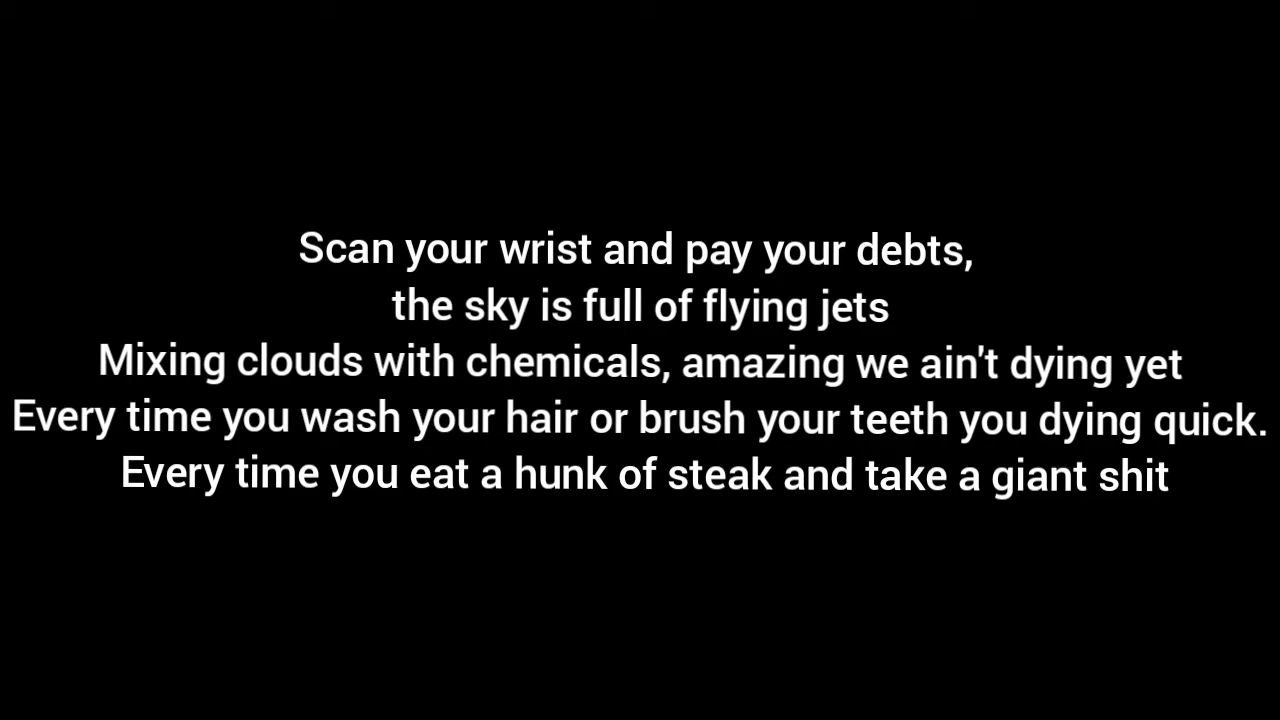 Scan your wrist and pay your debts,
the sky is full of flying jets
Mixing clouds with chemicals, amazing we ain't dying yet
Every time you wash your hair or brush your teeth you dying quick.
Every time you eat a hunk of steak and take a giant shit